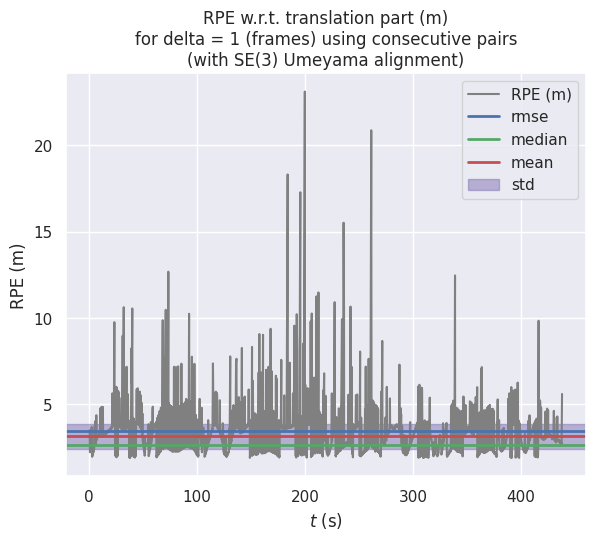 RPE w.r.t. translation part (m)
for delta = 1 (frames) using consecutive pairs
(with SE(3) Umeyama alignment)
RPE (m)
rmse
median
mean
std
RPE (m)
20
15
10
5
0
100
200
300
400
t (s)